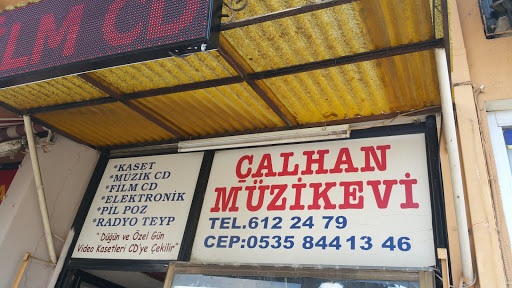 LM CD
*KASET
*MÜZİK CD
*FİLM CD
*ELEKTRONİK
*PİL POZ
*RADYO TEYP
"Düğün ve Özel Gün
Video Kasetleri CD'ye Çekilir"
ÇALHAN
MÜZİKEVİ
TEL.612 24 79
CEP:0535 844 13 46